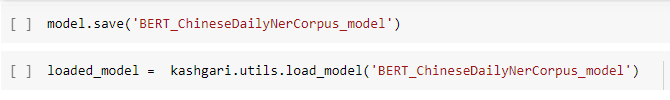 [ ] model.save('BERT_ChineseDailyNerCorpus_model')
[ ] loaded_model =  kashgari.utils.load_model('BERT_ChineseDailyNerCorpus_model')